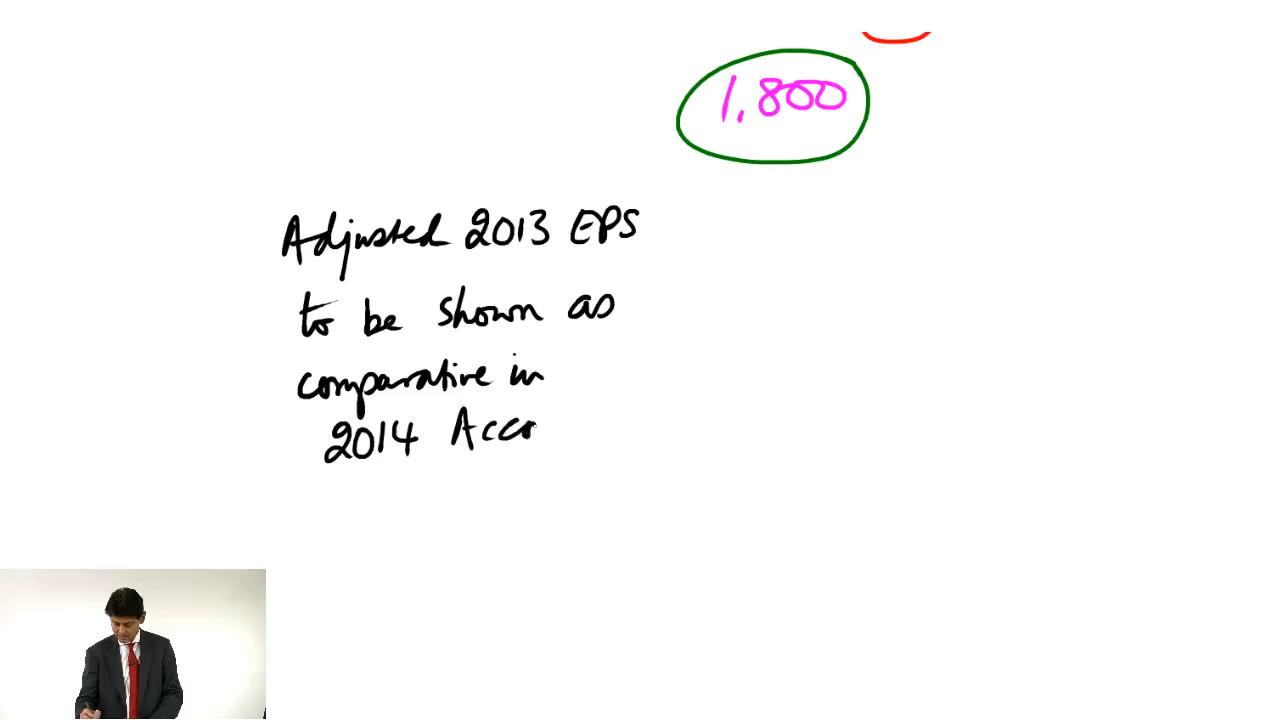 1,800
Adjusted 2013 EPS
to be shown as
comparative in
2014 Acco